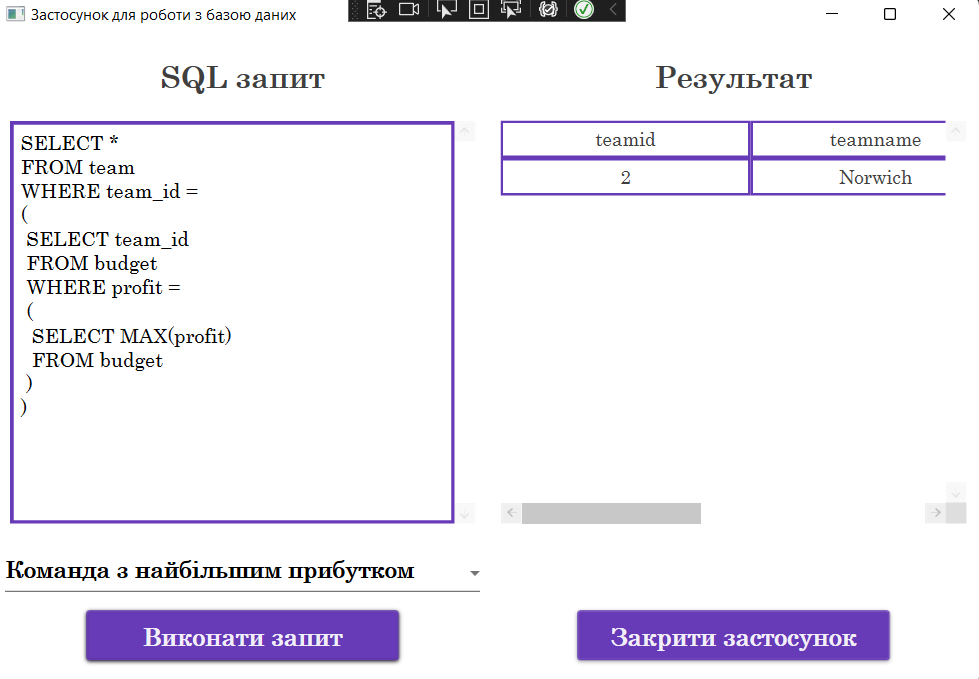 Застосунок для роботи з базою даних
SQL запит
SELECT *
FROM team
WHERE team_id =
(
SELECT team_id
FROM budget
WHERE profit =
(
SELECT MAX(profit)
FROM budget
)
)
Результат
teamid teamname
2 Norwich
Команда з найбільшим прибутком
Виконати запит
Закрити застосунок